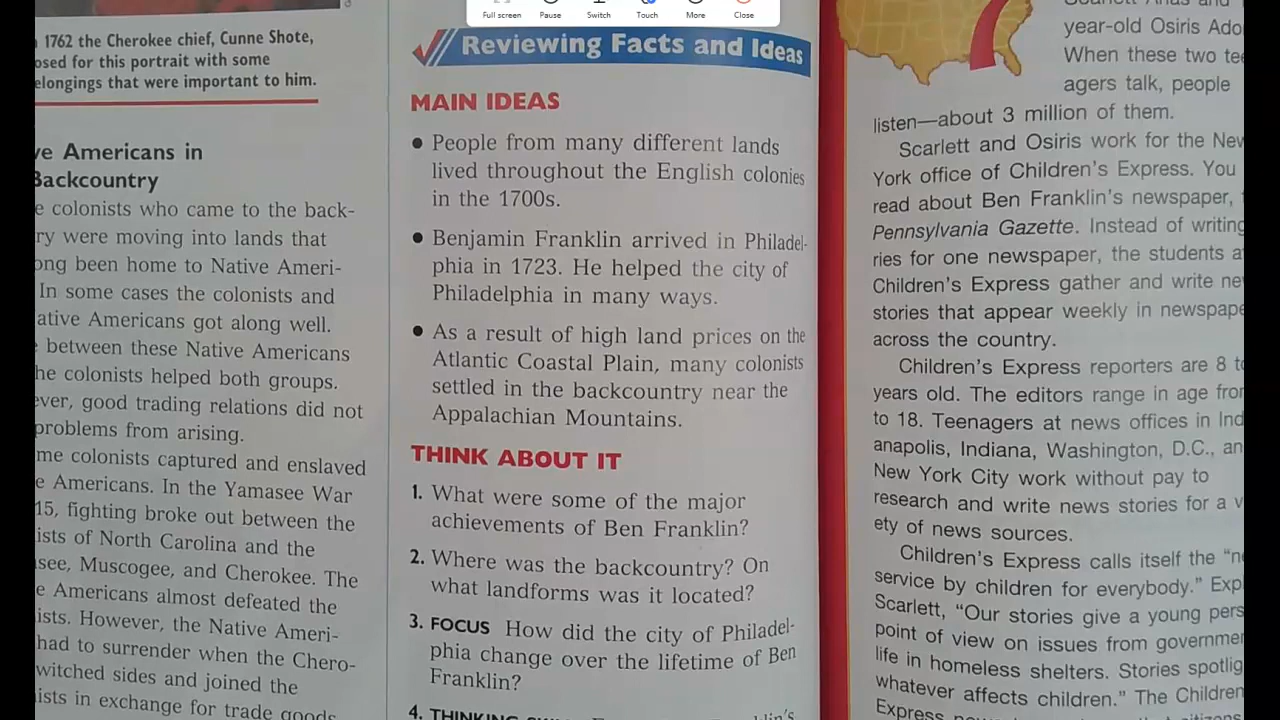 Full screen
Pause
Switch
Touch
More
Close
1762 the Cherokee chief, Cunne Shote,
osed for this portrait with some
elongings that were important to him.
ve Americans in
Backcountry
e colonists who came to the back-
ry were moving into lands that
ong been home to Native Ameri-
In some cases the colonists and
ative Americans got along well.
between these Native Americans
he colonists helped both groups.
ever, good trading relations did not
problems from arising.
me colonists captured and enslaved
e Americans. In the Yamasee War
15, fighting broke out between the
ists of North Carolina and the
see, Muscogee, and Cherokee. The
e Americans almost defeated the
ists. However, the Native Ameri-
had to surrender when the Chero-
witched sides and joined the
ists in exchange for trade goods
Reviewing Facts and Ideas
MAIN IDEAS
● People from many different lands
lived throughout the English colonies
in the 1700s.
● Benjamin Franklin arrived in Philadel-
phia in 1723. He helped the city of
Philadelphia in many ways.
● As a result of high land prices on the
Atlantic Coastal Plain, many colonists
settled in the backcountry near the
Appalachian Mountains.
THINK ABOUT IT
1. What were some of the major
achievements of Ben Franklin?
2. Where was the backcountry? On
what landforms was it located?
3. FOCUS How did the city of Philadel-
phia change over the lifetime of Ben
Franklin?
4. THINKING
year-old Osiris Ado
When these two tee
agers talk, people
listen—about 3 million of them.
Scarlett and Osiris work for the New
York office of Children's Express. You
read about Ben Franklin's newspaper,
Pennsylvania Gazette. Instead of writing
ries for one newspaper, the students a
Children's Express gather and write ne
stories that appear weekly in newspape
across the country.
Children's Express reporters are 8 to
years old. The editors range in age from
to 18. Teenagers at news offices in Ind
anapolis, Indiana, Washington, D.C., an
New York City work without pay to
research and write news stories for a v
ety of news sources.
Children's Express calls itself the "n
service by children for everybody." Exp
Scarlett, "Our stories give a young pers
point of view on issues from governme
life in homeless shelters. Stories spotlig
whatever affects children." The Children
Express